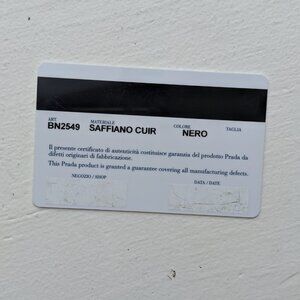 ART. MATERIALE COLORE TAGLIA
BN2549 SAFFIANO CUIR NERO
Il presente certificato di autenticità costituisce garanzia del prodotto Prada da
difetti originari di fabbricazione.
This Prada product is granted a guarantee covering all manufacturing defects.
NEGOZIO / SHOP DATA / DATE